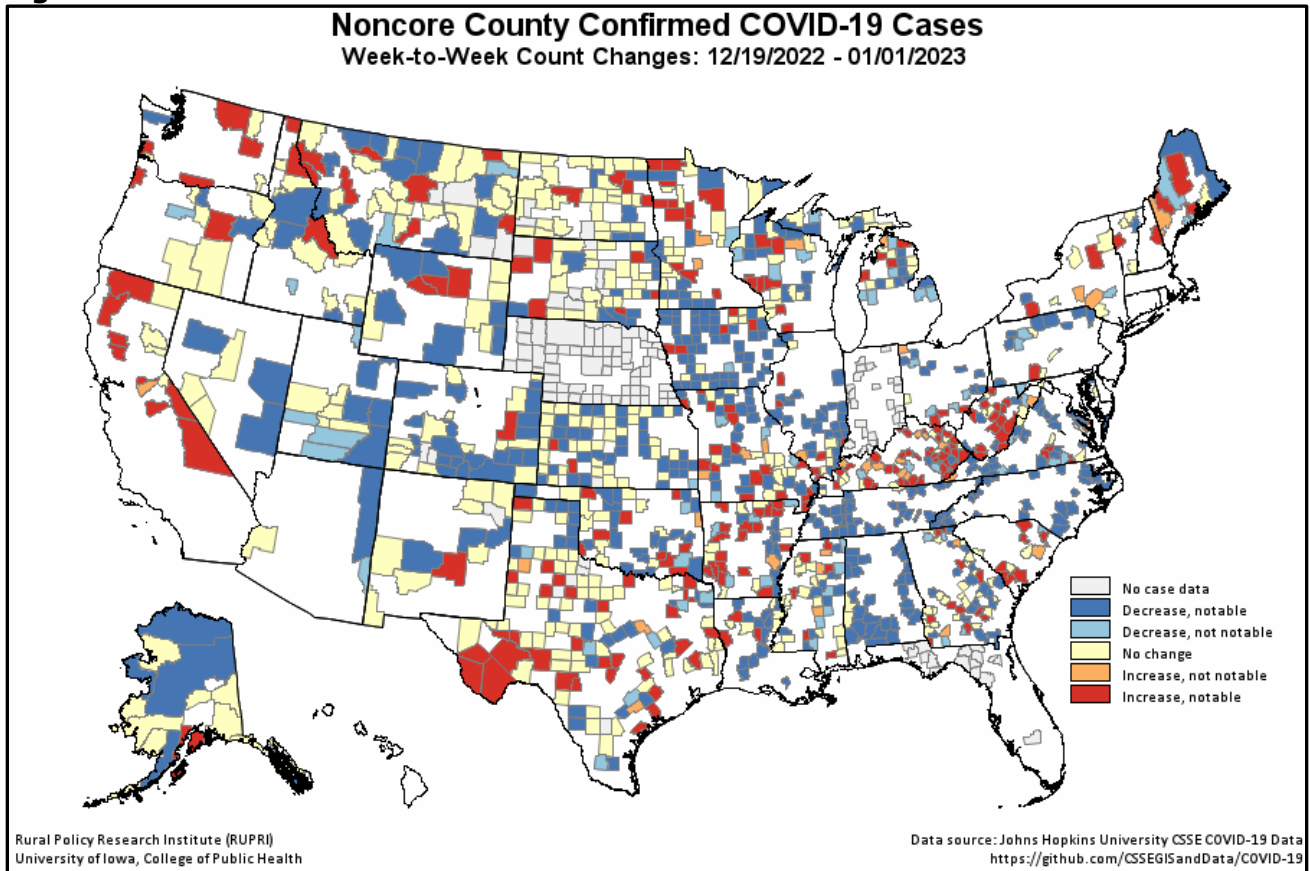 Noncore County Confirmed COVID-19 Cases
Week-to-Week Count Changes: 12/19/2022 - 01/01/2023
No case data
Decrease, notable
Decrease, not notable
No change
Increase, not notable
Increase, notable
Rural Policy Research Institute (RUPRI)
University of Iowa, College of Public Health
Data source: Johns Hopkins University CSSE COVID-19 Data
https://github.com/CSSEGISandData/COVID-19